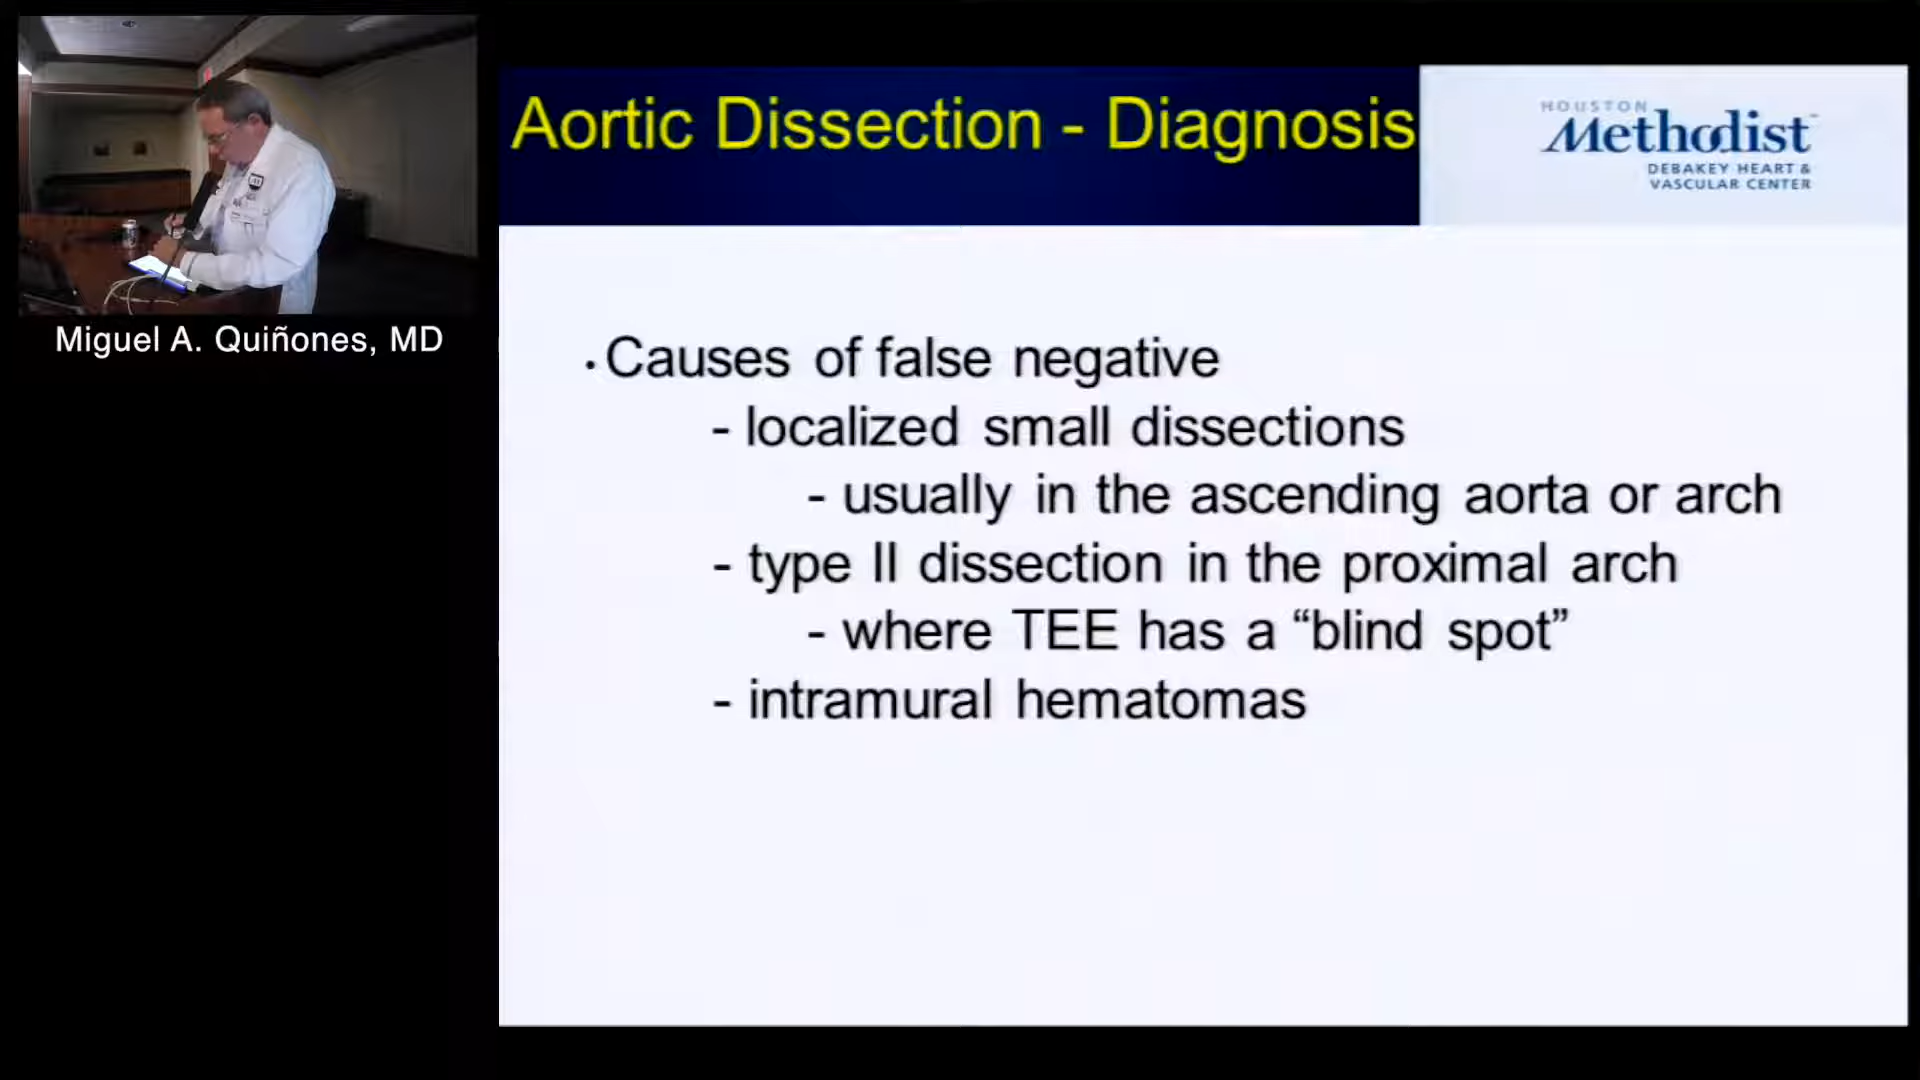 Miguel A. Quiñones, MD
Aortic Dissection - Diagnosis
HOUSTON
Methodist
DEBAKEY HEART &
VASCULAR CENTER
· Causes of false negative
- localized small dissections
- usually in the ascending aorta or arch
- type II dissection in the proximal arch
- where TEE has a “blind spot”
- intramural hematomas